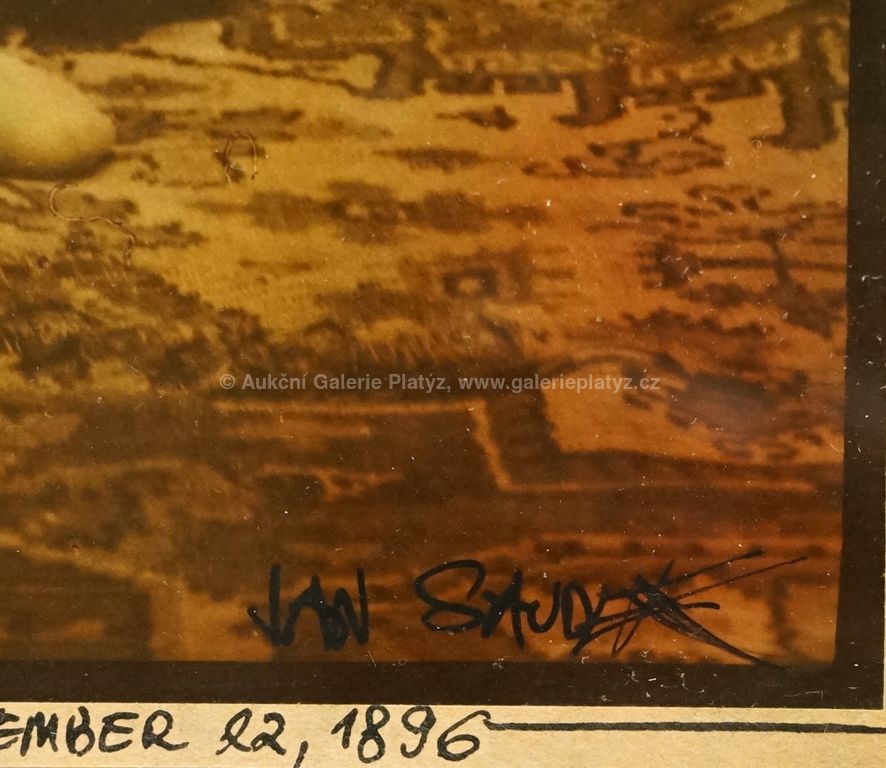 © Aukční Galerie Platýz, www.galerieplatyz.cz
JAN SAUDEK
EMBER 22, 1896